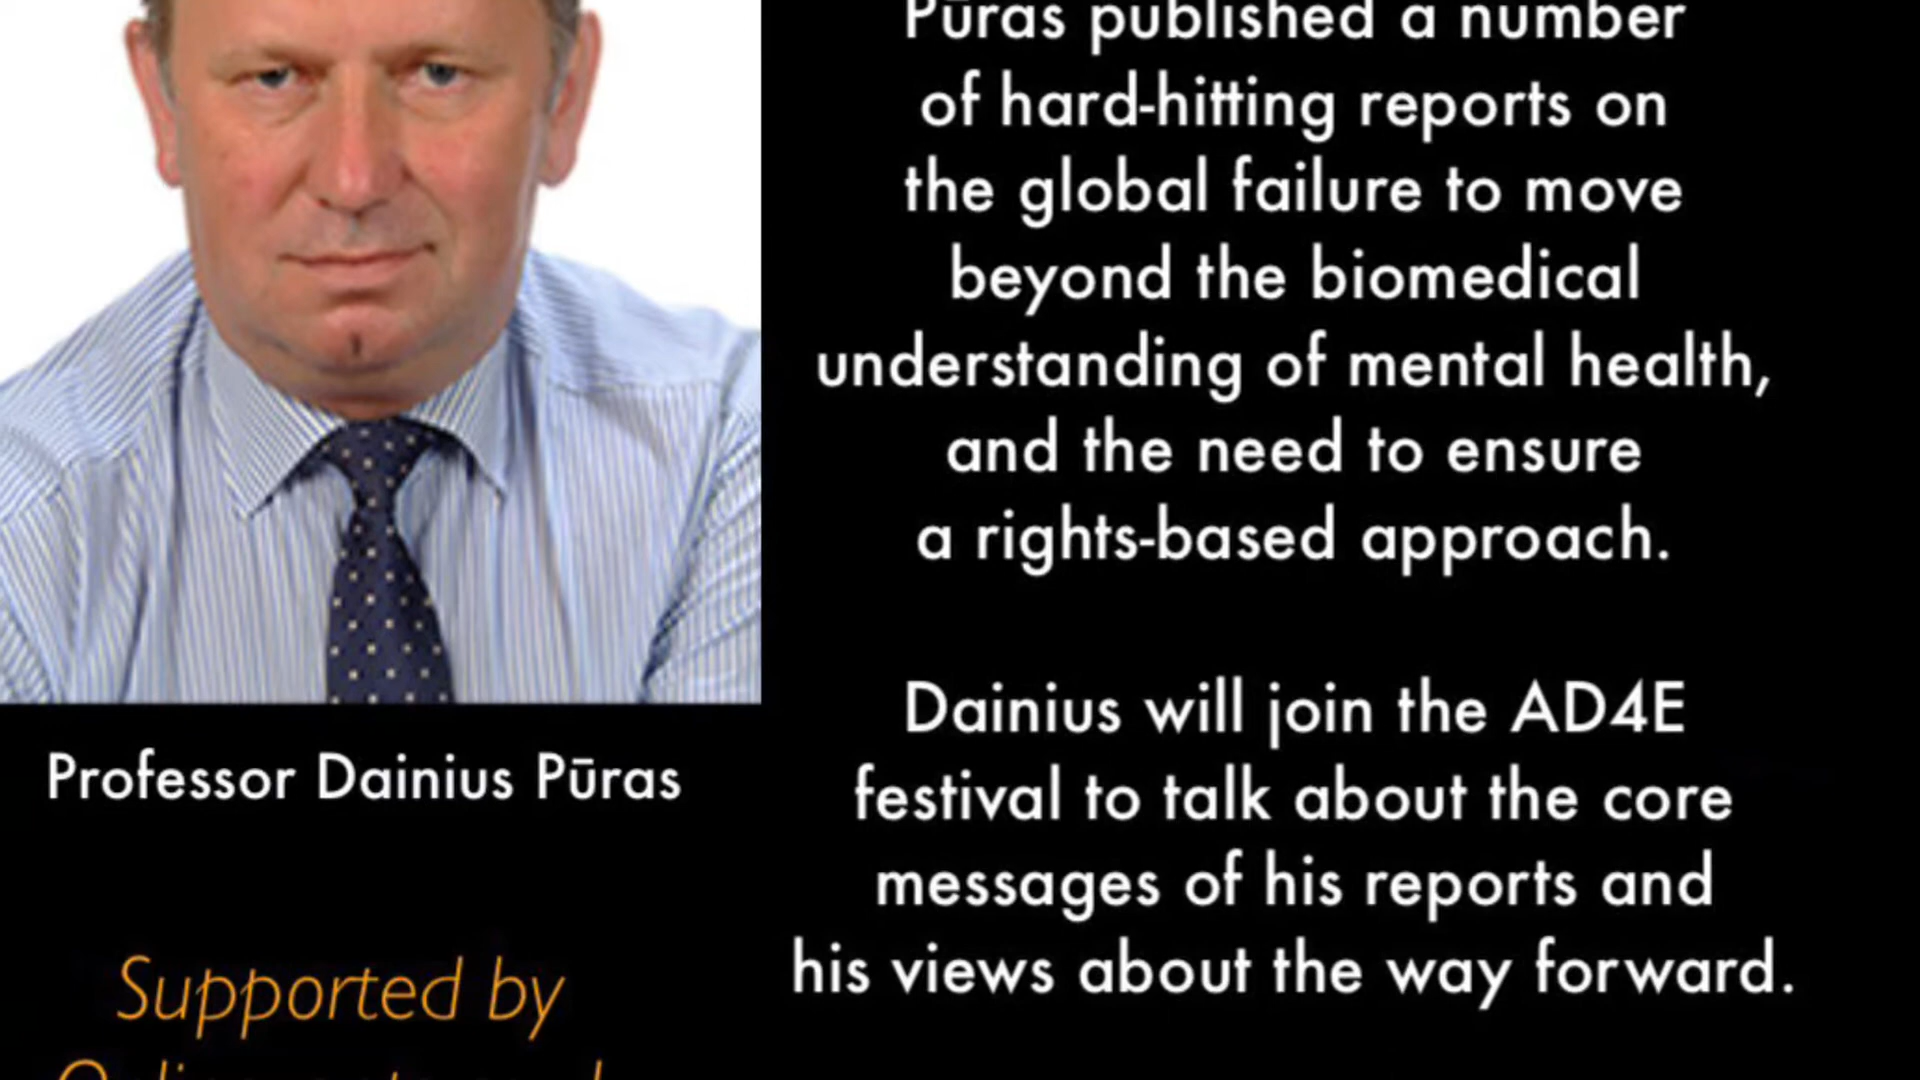 Pūras published a number
of hard-hitting reports on
the global failure to move
beyond the biomedical
understanding of mental health,
and the need to ensure
a rights-based approach.
Dainius will join the AD4E
festival to talk about the core
messages of his reports and
his views about the way forward.
Professor Dainius Pūras
Supported by